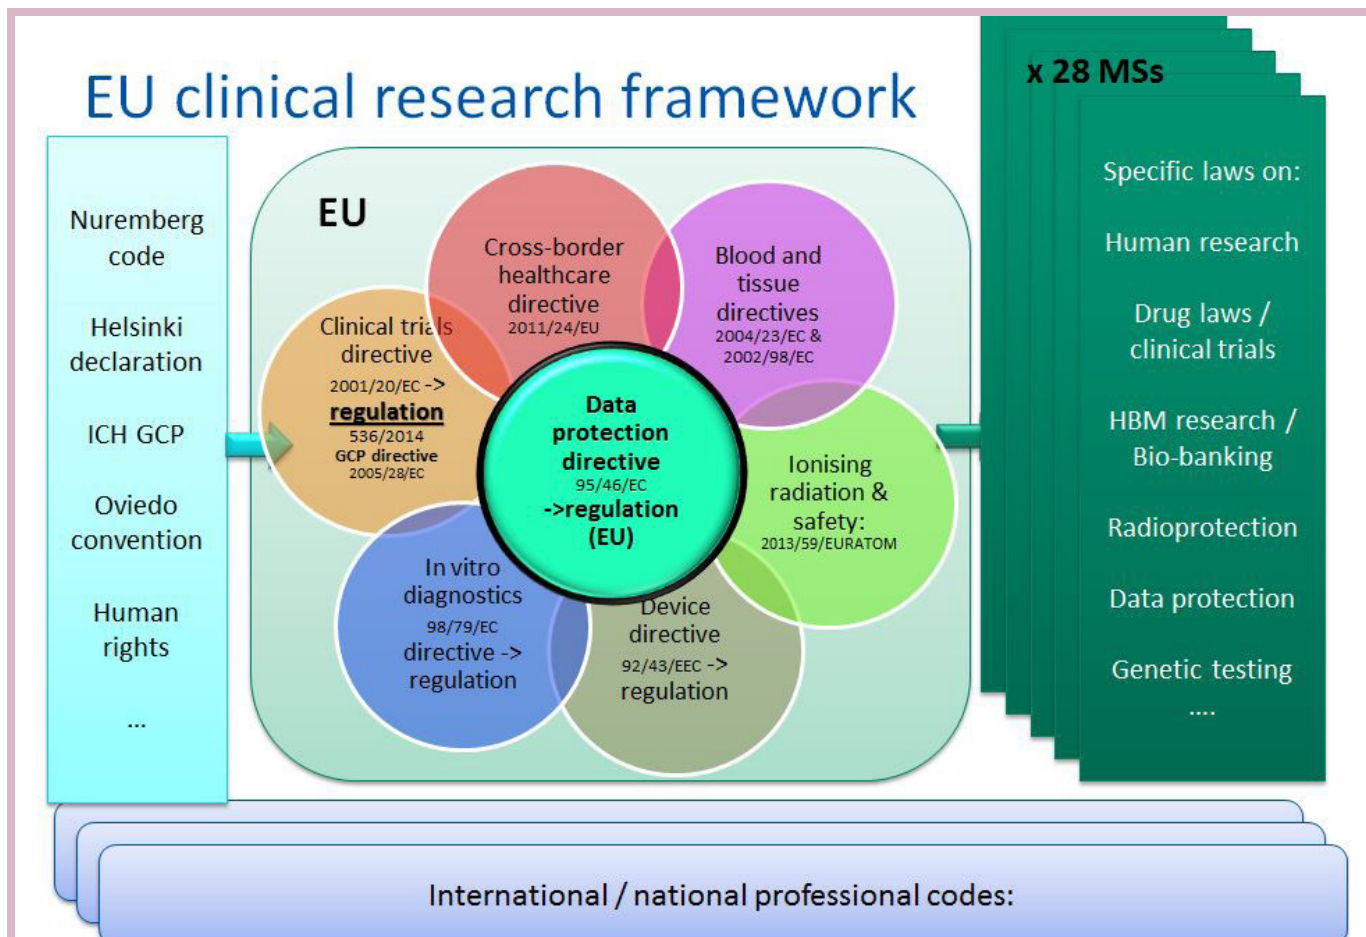 EU clinical research framework
Nuremberg
code
Helsinki
declaration
ICH GCP
Oviedo
convention
Human
rights
...
EU
Cross-border
healthcare
directive
2011/24/EU
Blood and
tissue
directives
2004/23/EC &
2002/98/EC
Clinical trials
directive
2001/20/EC ->
regulation
536/2014
GCP directive
2005/28/EC
Data
protection
directive
95/46/EC
->regulation
(EU)
Ionising
radiation &
safety:
2013/59/EURATOM
In vitro
diagnostics
98/79/EC
directive ->
regulation
Device
directive
92/43/EEC ->
regulation
x 28 MSs
Specific laws on:
Human research
Drug laws /
clinical trials
HBM research /
Bio-banking
Radioprotection
Data protection
Genetic testing
....
International / national professional codes: